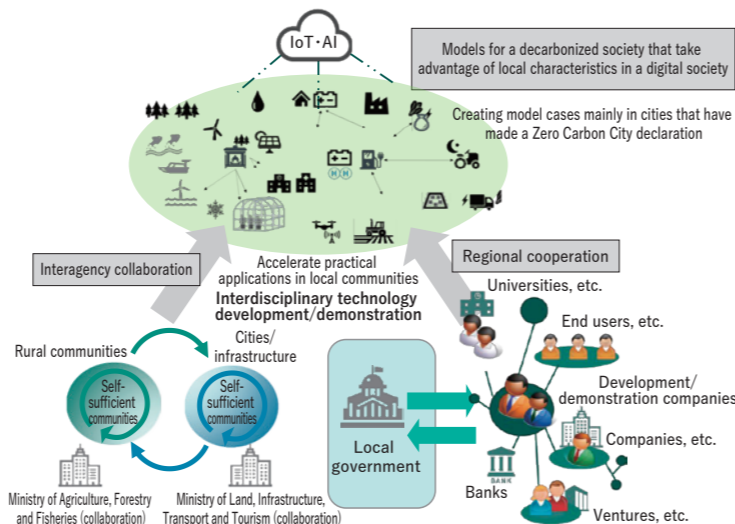 IoT・AI
Models for a decarbonized society that take
advantage of local characteristics in a digital society
Creating model cases mainly in cities that have
made a Zero Carbon City declaration
H H
Interagency collaboration
Accelerate practical
applications in local communities
Interdisciplinary technology
development/demonstration
Regional cooperation
Universities, etc.
End users, etc.
Development/
demonstration companies
Companies, etc.
Ventures, etc.
Banks
BANK
Local
government
Rural communities
Cities/
infrastructure
Self-
sufficient
communities
Self-
sufficient
communities
Ministry of Agriculture, Forestry
and Fisheries (collaboration)
Ministry of Land, Infrastructure,
Transport and Tourism (collaboration)